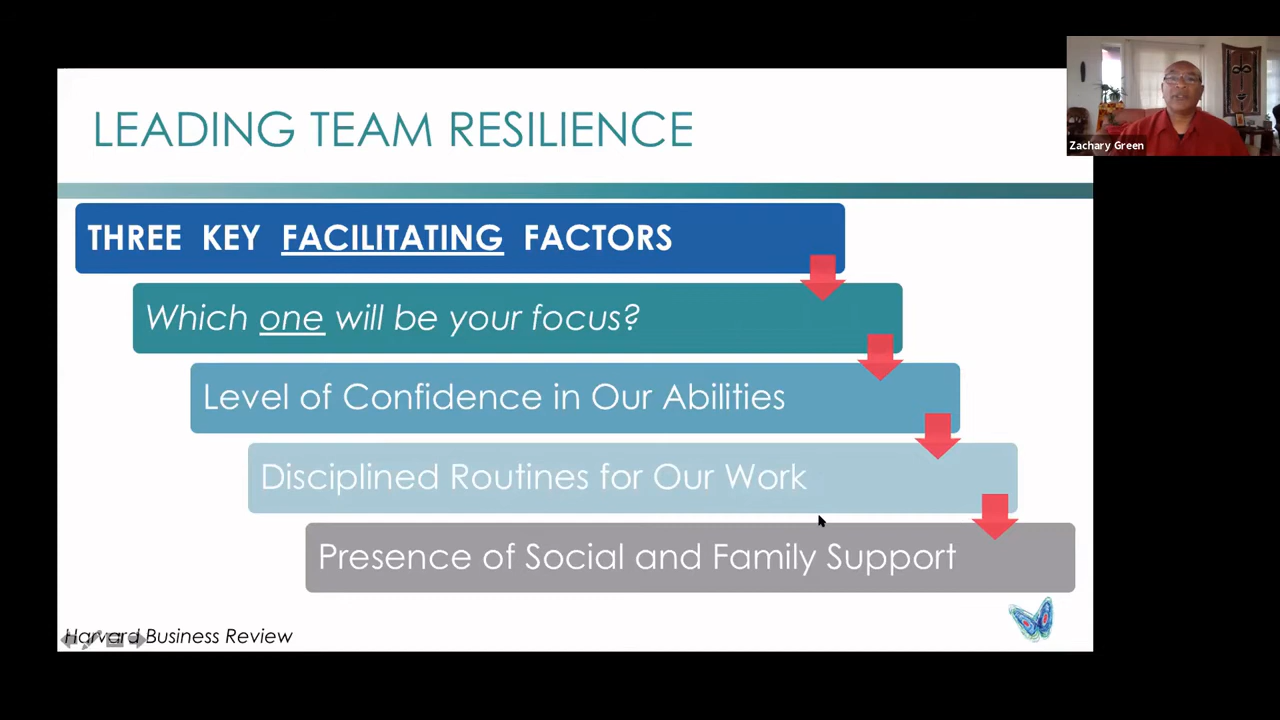 LEADING TEAM RESILIENCE
Zachary Green
THREE KEY FACILITATING FACTORS
Which one will be your focus?
Level of Confidence in Our Abilities
Disciplined Routines for Our Work
Presence of Social and Family Support
Harvard Business Review